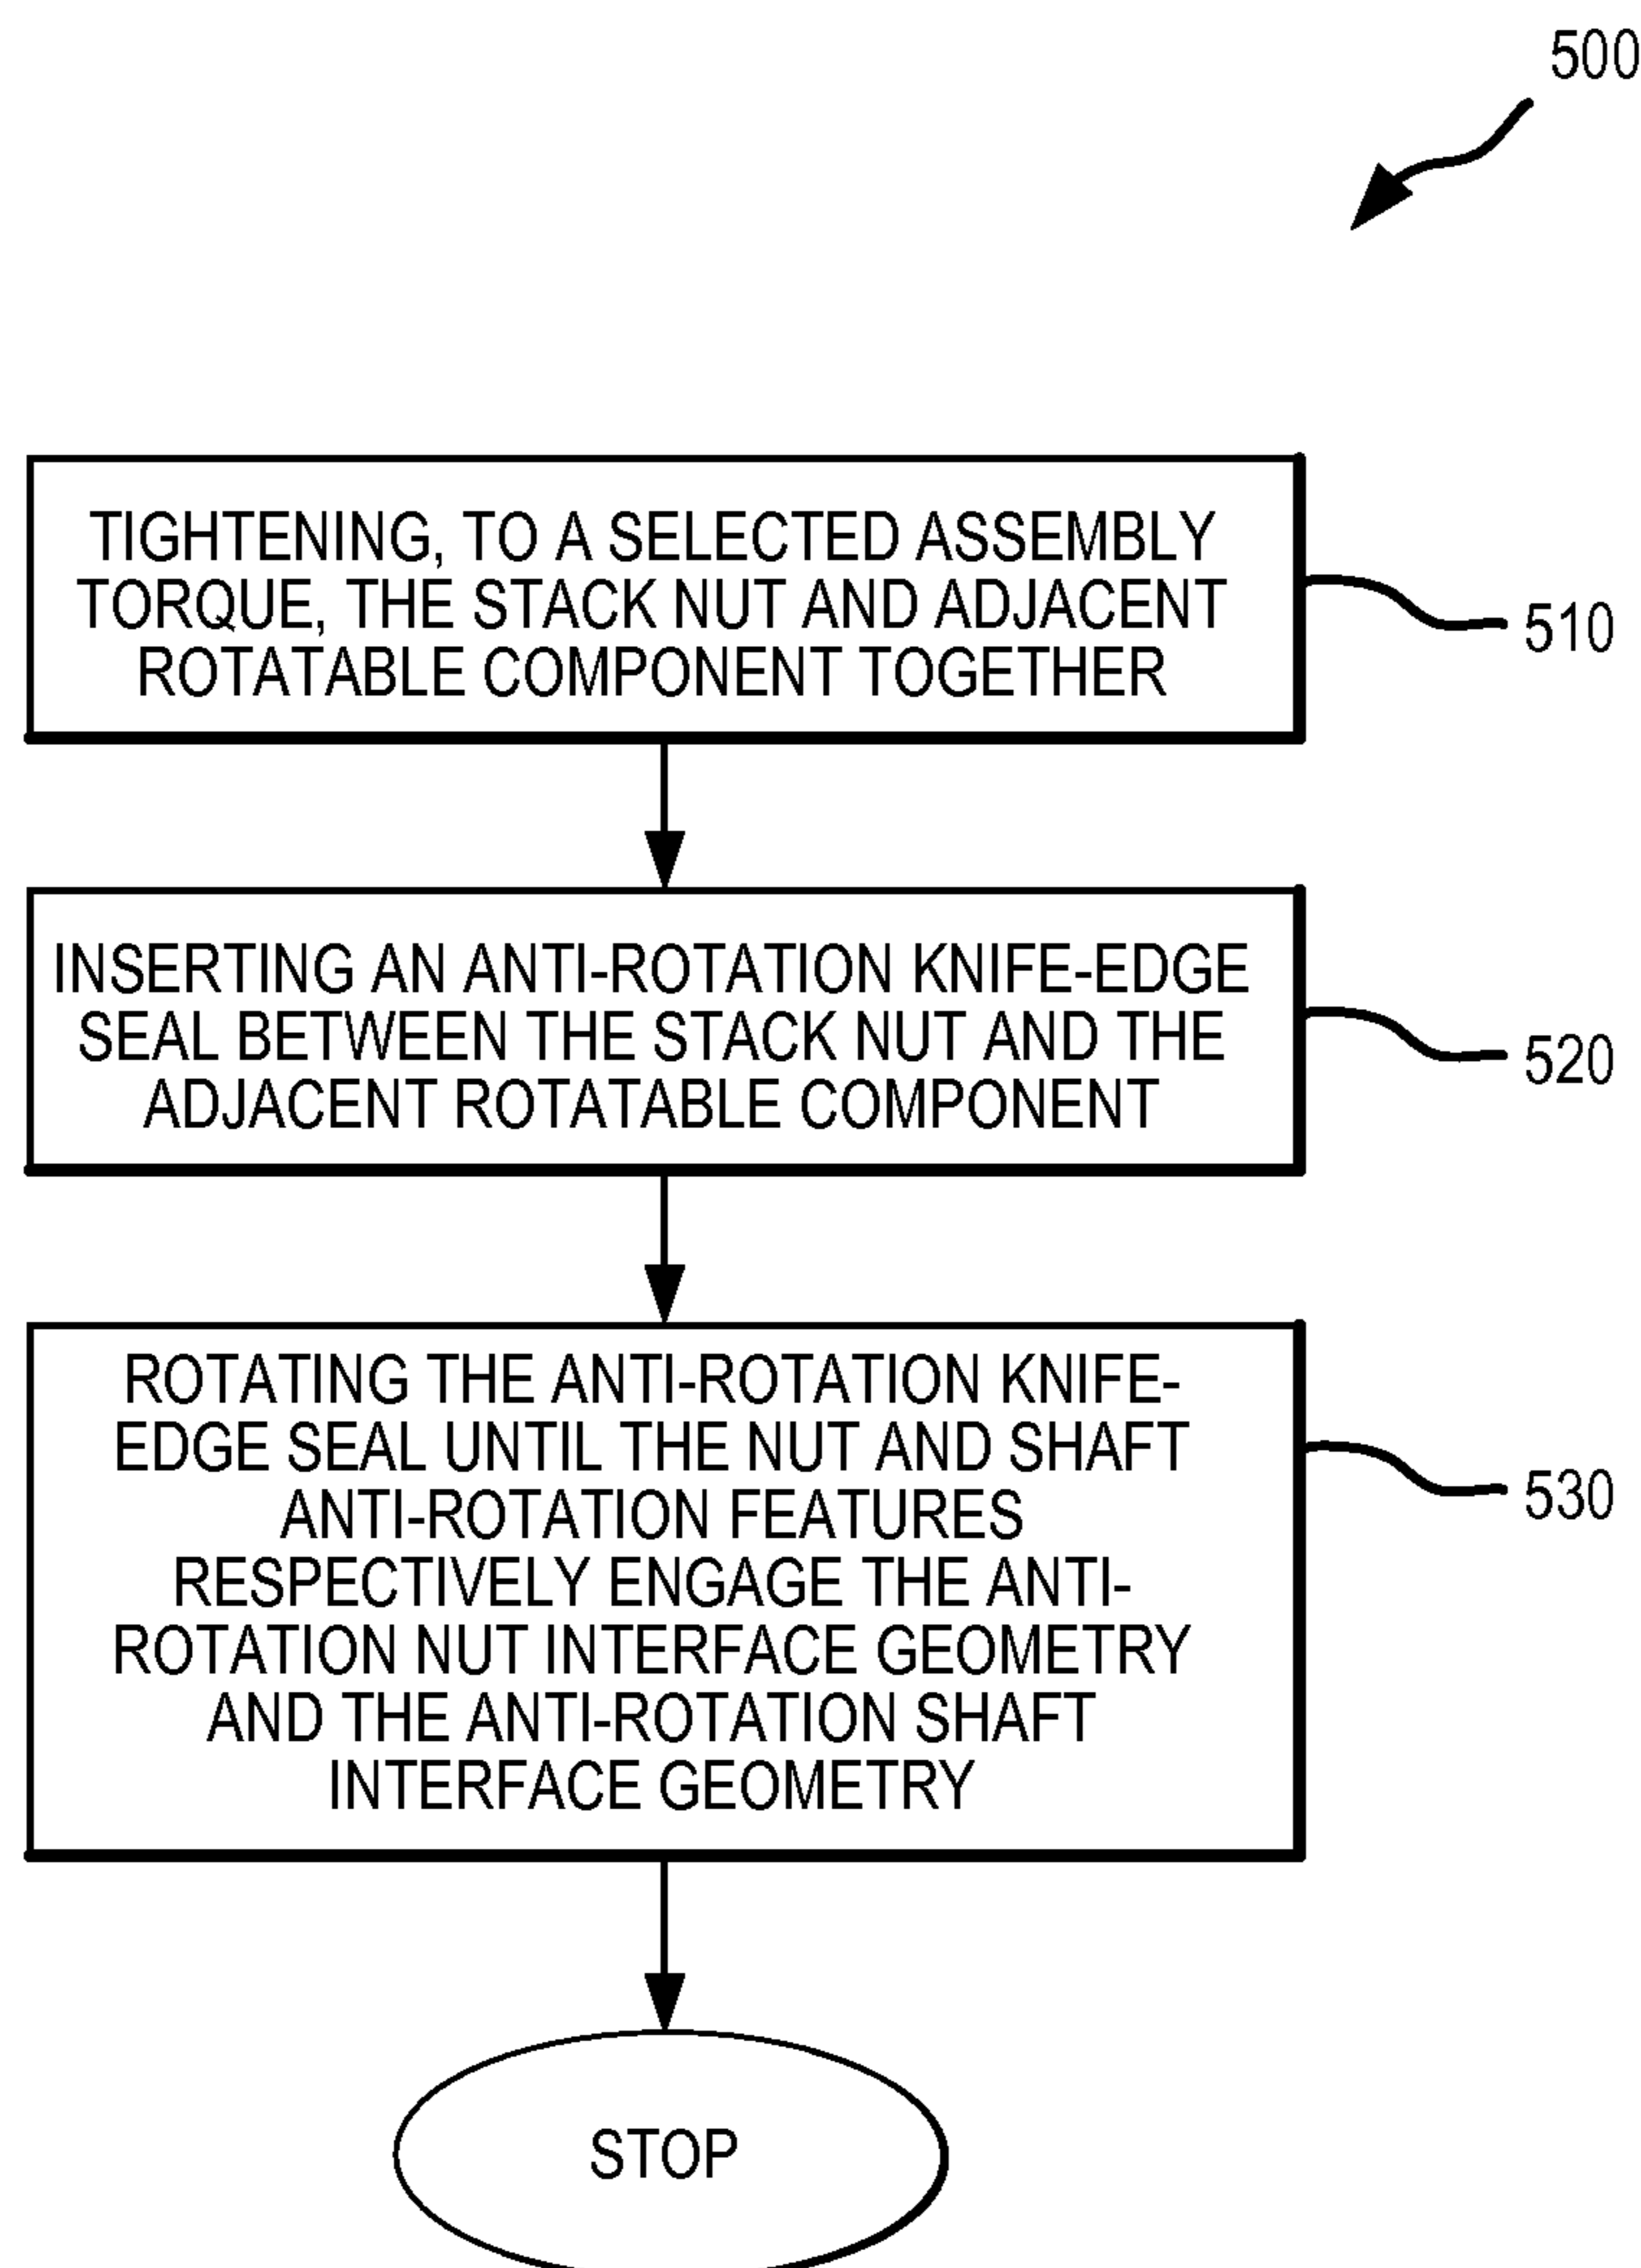 500
TIGHTENING, TO A SELECTED ASSEMBLY
TORQUE, THE STACK NUT AND ADJACENT
ROTATABLE COMPONENT TOGETHER
510
INSERTING AN ANTI-ROTATION KNIFE-EDGE
SEAL BETWEEN THE STACK NUT AND THE
ADJACENT ROTATABLE COMPONENT
520
ROTATING THE ANTI-ROTATION KNIFE-
EDGE SEAL UNTIL THE NUT AND SHAFT
ANTI-ROTATION FEATURES
RESPECTIVELY ENGAGE THE ANTI-
ROTATION NUT INTERFACE GEOMETRY
AND THE ANTI-ROTATION SHAFT
INTERFACE GEOMETRY
530
STOP